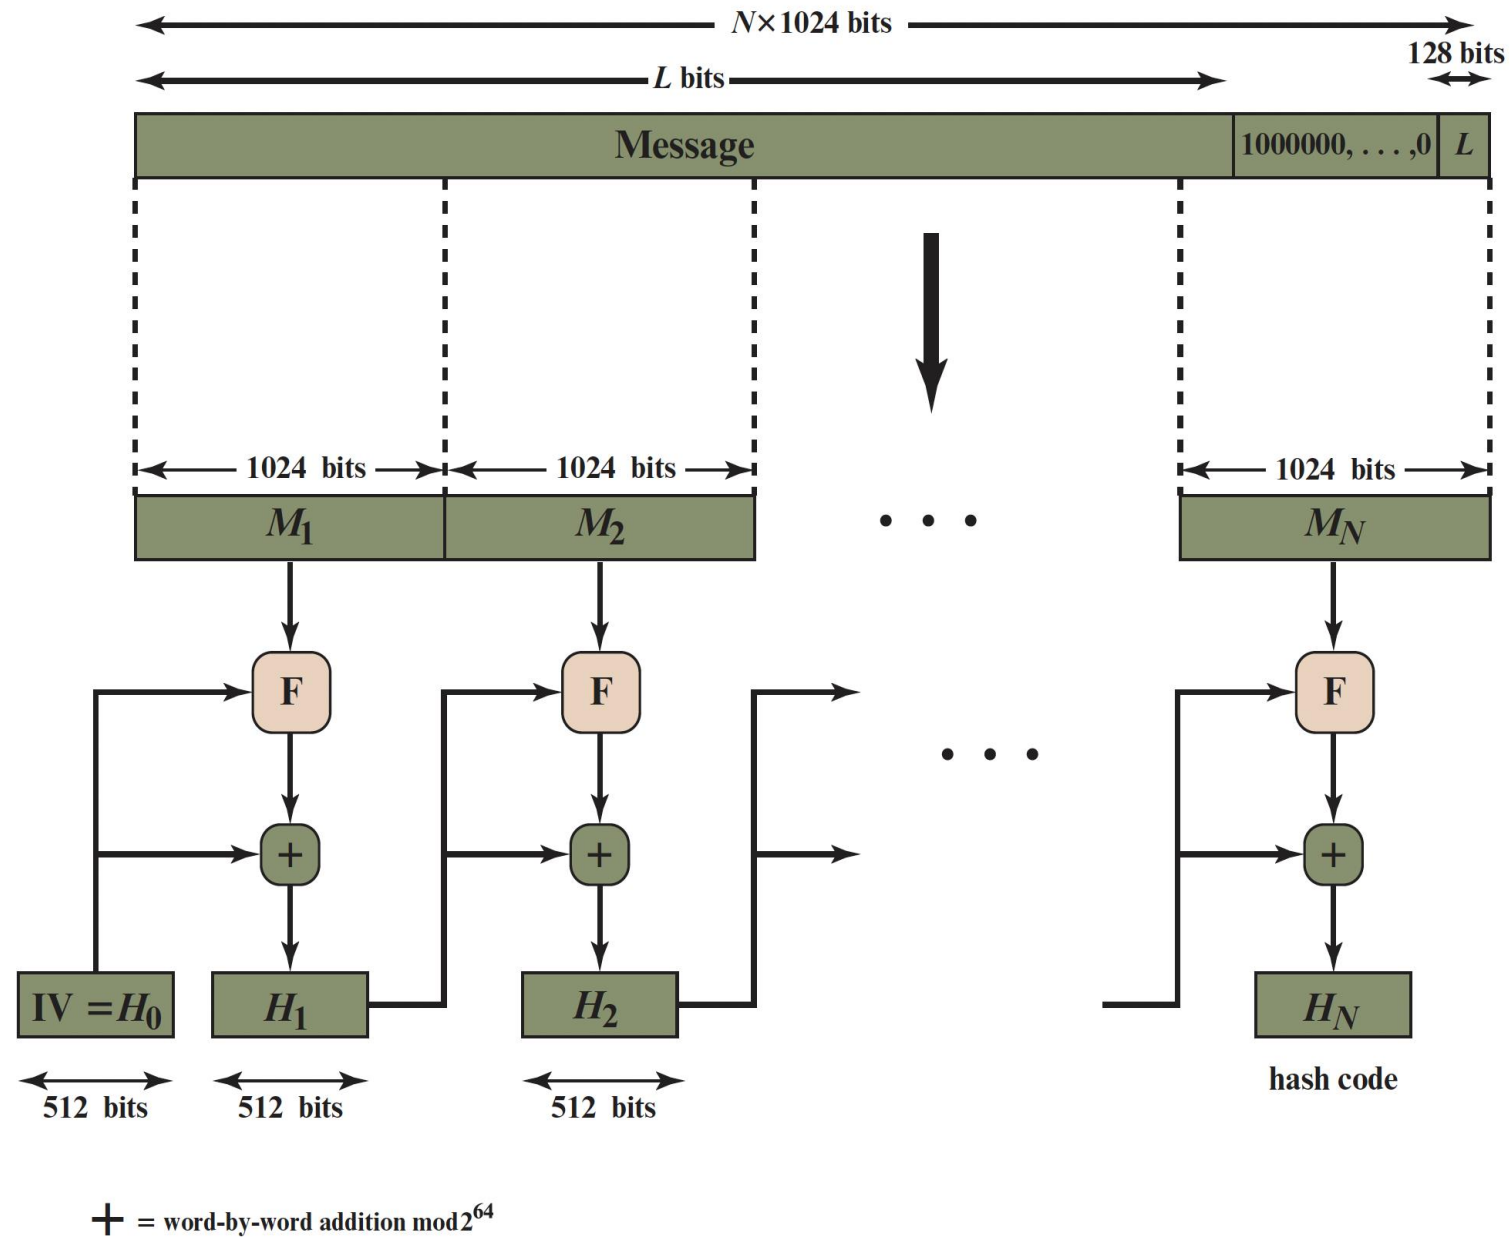 N×1024 bits
128 bits
L bits
Message
1000000, . . . ,0
L
1024 bits
1024 bits
1024 bits
M1
M2
. . .
MN
F
F
F
. . .
+
+
+
IV = H0
H1
H2
HN
hash code
512 bits
512 bits
512 bits
+ = word-by-word addition mod 2^64